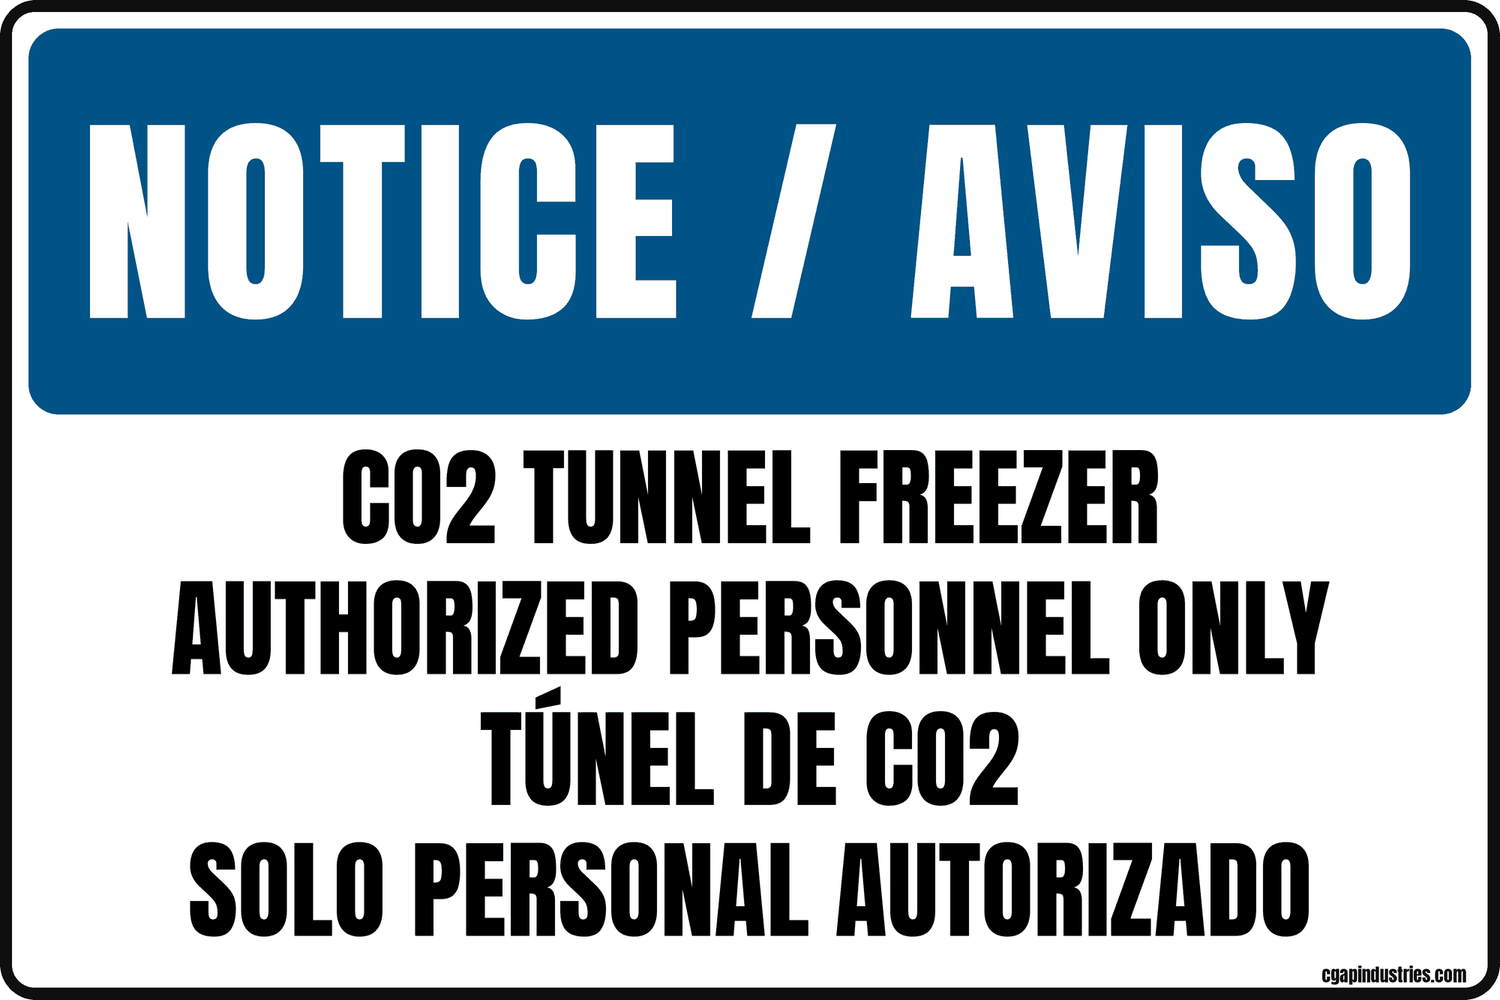 NOTICE / AVISO
CO2 TUNNEL FREEZER
AUTHORIZED PERSONNEL ONLY
TÚNEL DE CO2
SOLO PERSONAL AUTORIZADO
cgapindustries.com